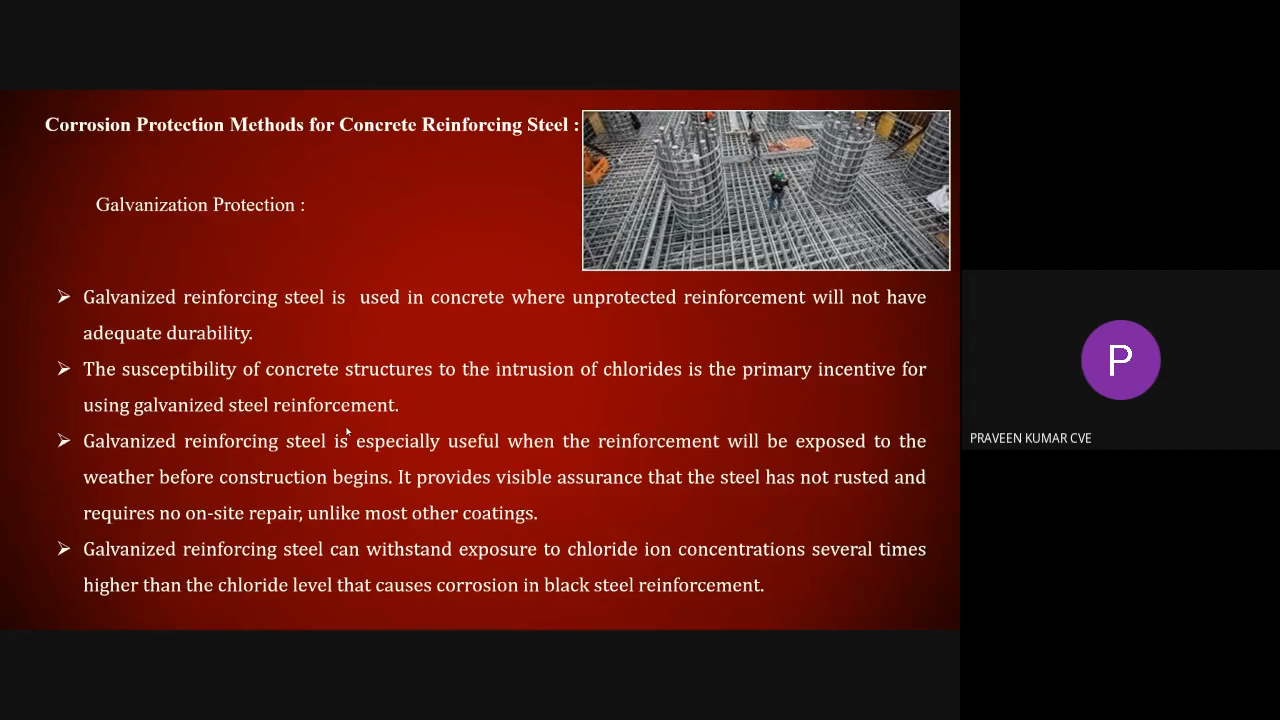 Corrosion Protection Methods for Concrete Reinforcing Steel :
Galvanization Protection :
➢ Galvanized reinforcing steel is used in concrete where unprotected reinforcement will not have
adequate durability.
➢ The susceptibility of concrete structures to the intrusion of chlorides is the primary incentive for
using galvanized steel reinforcement.
➢ Galvanized reinforcing steel is especially useful when the reinforcement will be exposed to the
weather before construction begins. It provides visible assurance that the steel has not rusted and
requires no on-site repair, unlike most other coatings.
➢ Galvanized reinforcing steel can withstand exposure to chloride ion concentrations several times
higher than the chloride level that causes corrosion in black steel reinforcement.
P
PRAVEEN KUMAR CVE